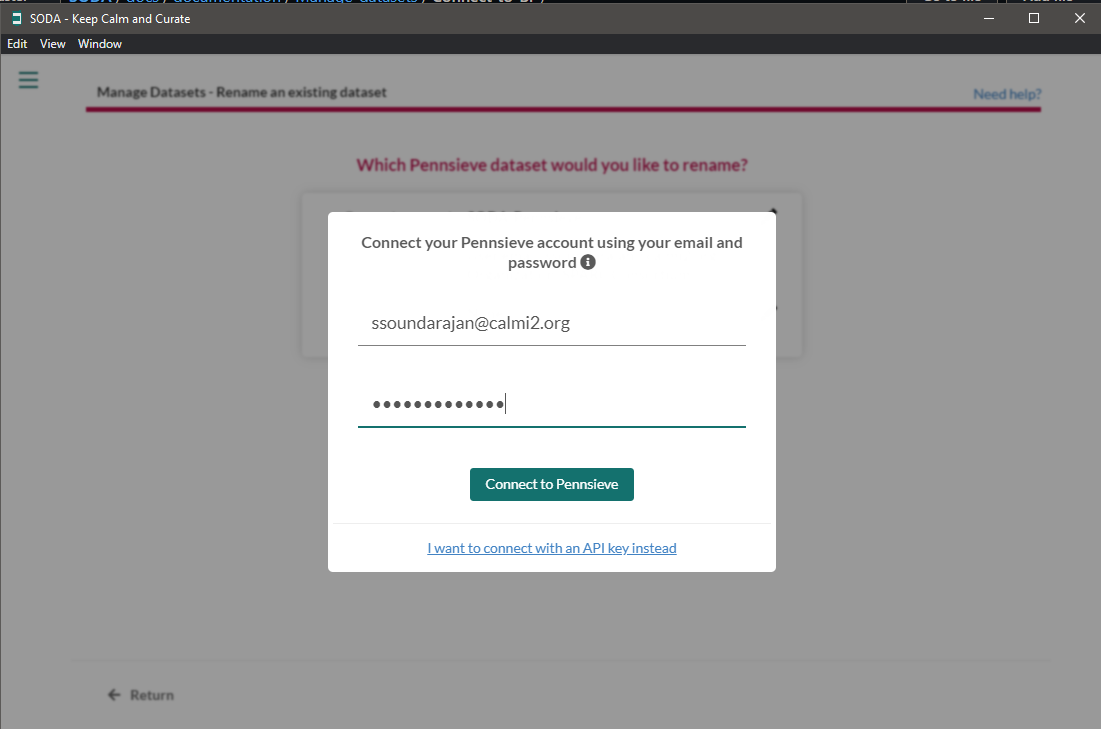 SODA - Keep Calm and Curate
Edit View Window
Manage Datasets - Rename an existing dataset
Need help?
Which Pennsieve dataset would you like to rename?
Connect your Pennsieve account using your email and
password
ssoundarajan@calmi2.org
•••••••••••••
Connect to Pennsieve
I want to connect with an API key instead
Return